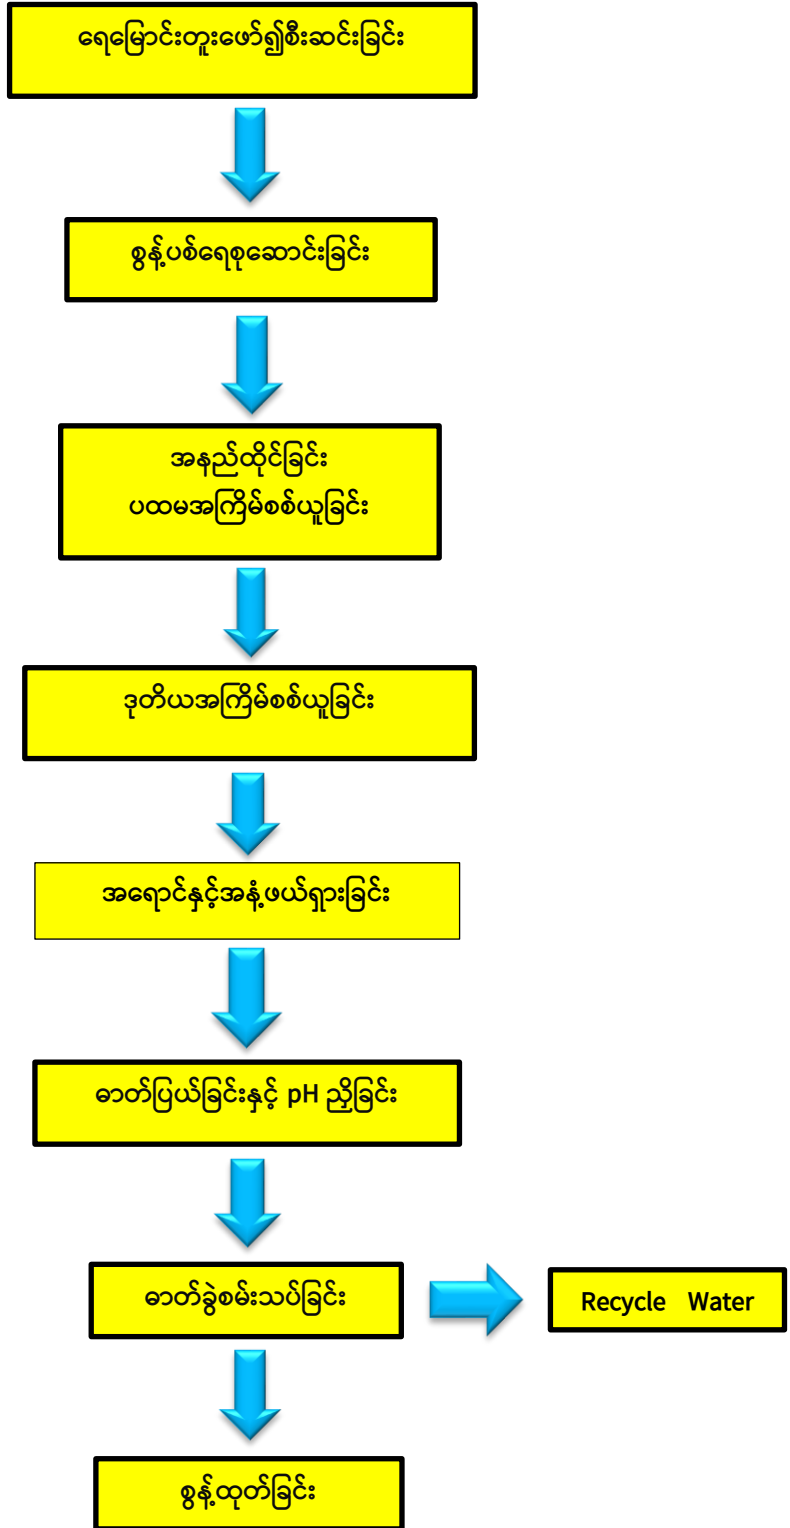 ရေမြောင်းတူးဖော်၍စီးဆင်းခြင်း
စွန့်ပစ်ရေစုဆောင်းခြင်း
အနည်ထိုင်ခြင်း
ပထမအကြိမ်စစ်ယူခြင်း
ဒုတိယအကြိမ်စစ်ယူခြင်း
အရောင်နှင့်အနံ့ဖယ်ရှားခြင်း
ဓာတ်ပြယ်ခြင်းနှင့် pH ညှိခြင်း
ဓာတ်ခွဲစမ်းသပ်ခြင်း
Recycle Water
စွန့်ထုတ်ခြင်း